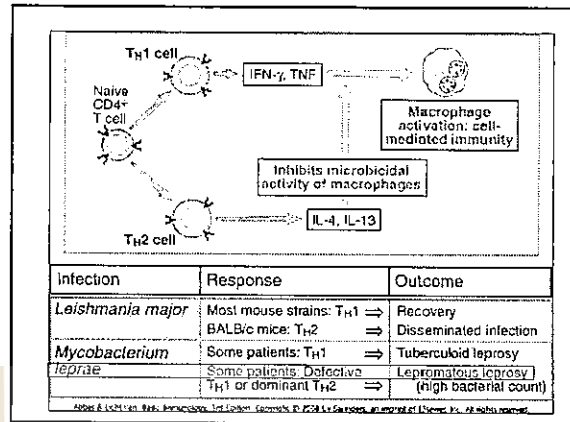 TH1 cell
IFN-γ, TNF
Naive
CD4+
T cell
Macrophage
activation: cell-
mediated immunity
Inhibits microbicidal
activity of macrophages
IL-4, IL-13
TH2 cell
Infection Response Outcome
Leishmania major Most mouse strains: TH1 ⇒ Recovery
BALB/c mice: TH2 ⇒ Disseminated infection
Mycobacterium Some patients: TH1 ⇒ Tuberculoid leprosy
leprae Some patients: Defective Lepromatous leprosy
TH1 or dominant TH2 ⇒ (high bacterial count)